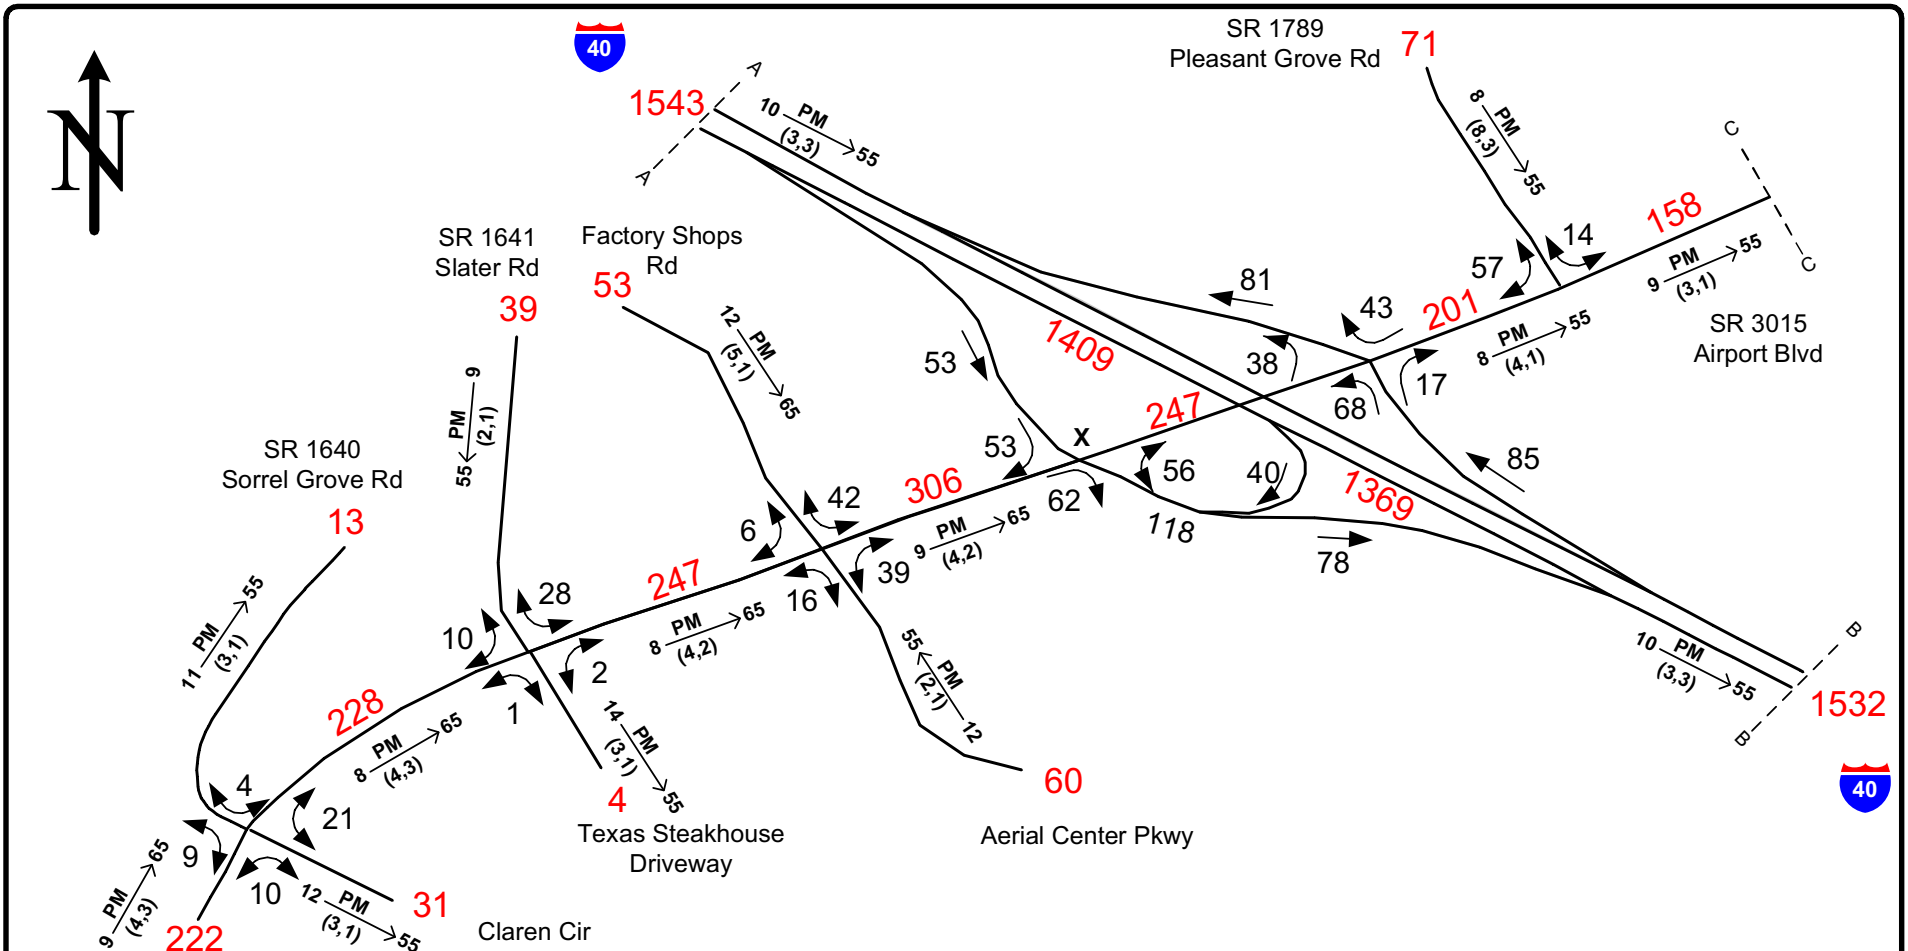 SR 1789
Pleasant Grove Rd
71
40
1543
A
A
10 PM 55
(3,3)
8 PM 55
(8,3)
C
C
158
14
57
9 PM 55
(3,1)
SR 3015
Airport Blvd
N
SR 1641
Slater Rd
39
Factory Shops
Rd
53
12 PM 65
(5,1)
81
43
201
8 PM 55
(4,1)
1409
38
17
68
53
247
X
53
56
40
85
1369
62
118
78
9 PM 55
(2,1)
SR 1640
Sorrel Grove Rd
13
306
9 PM 65
(4,2)
42
6
39
16
247
8 PM 65
(4,2)
28
10
2
1
11 PM 55
(3,1)
12 PM 55
(2,1)
60
Aerial Center Pkwy
10 PM 55
(3,3)
B
B
1532
40
228
8 PM 65
(4,3)
14 PM 55
(3,1)
4
Texas Steakhouse
Driveway
4
21
9
10
9 PM 65
(4,3)
12 PM 55
(3,1)
31
Claren Cir
222